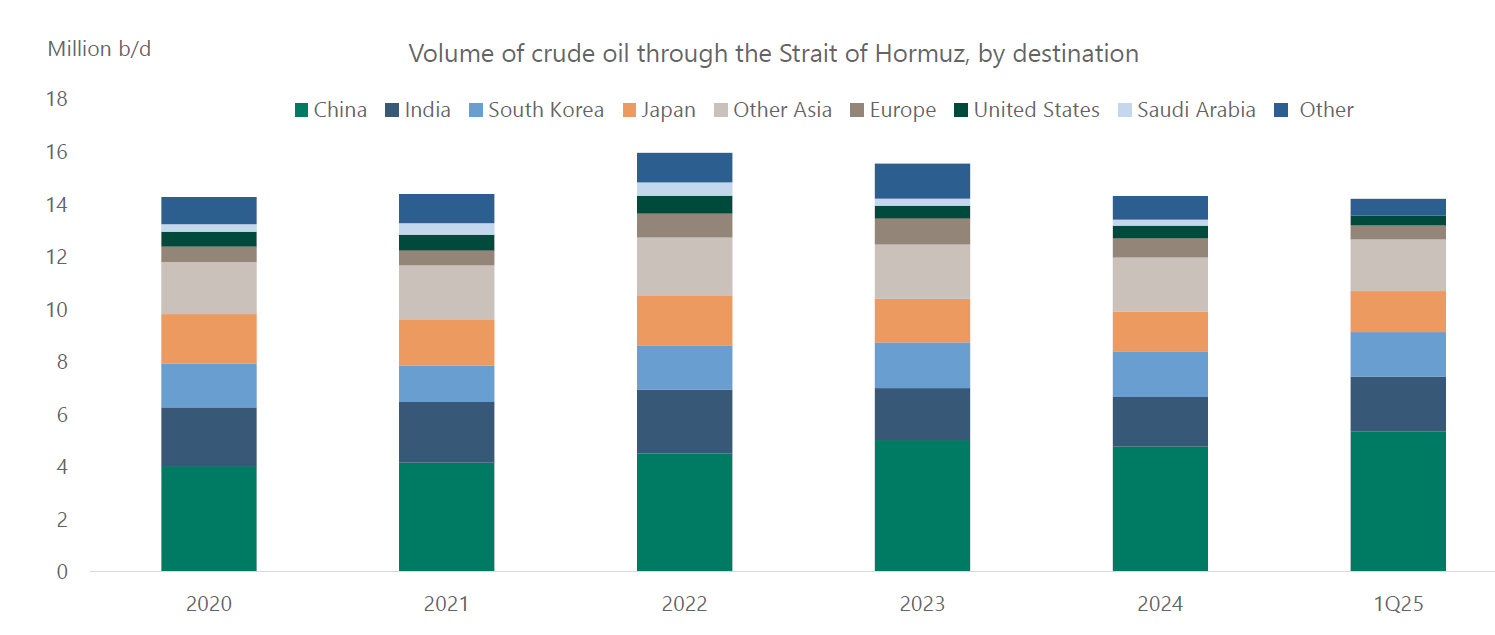 Million b/d
Volume of crude oil through the Strait of Hormuz, by destination
18
China India South Korea Japan Other Asia Europe United States Saudi Arabia Other
16
14
12
10
8
6
4
2
0
2020 2021 2022 2023 2024 1Q25